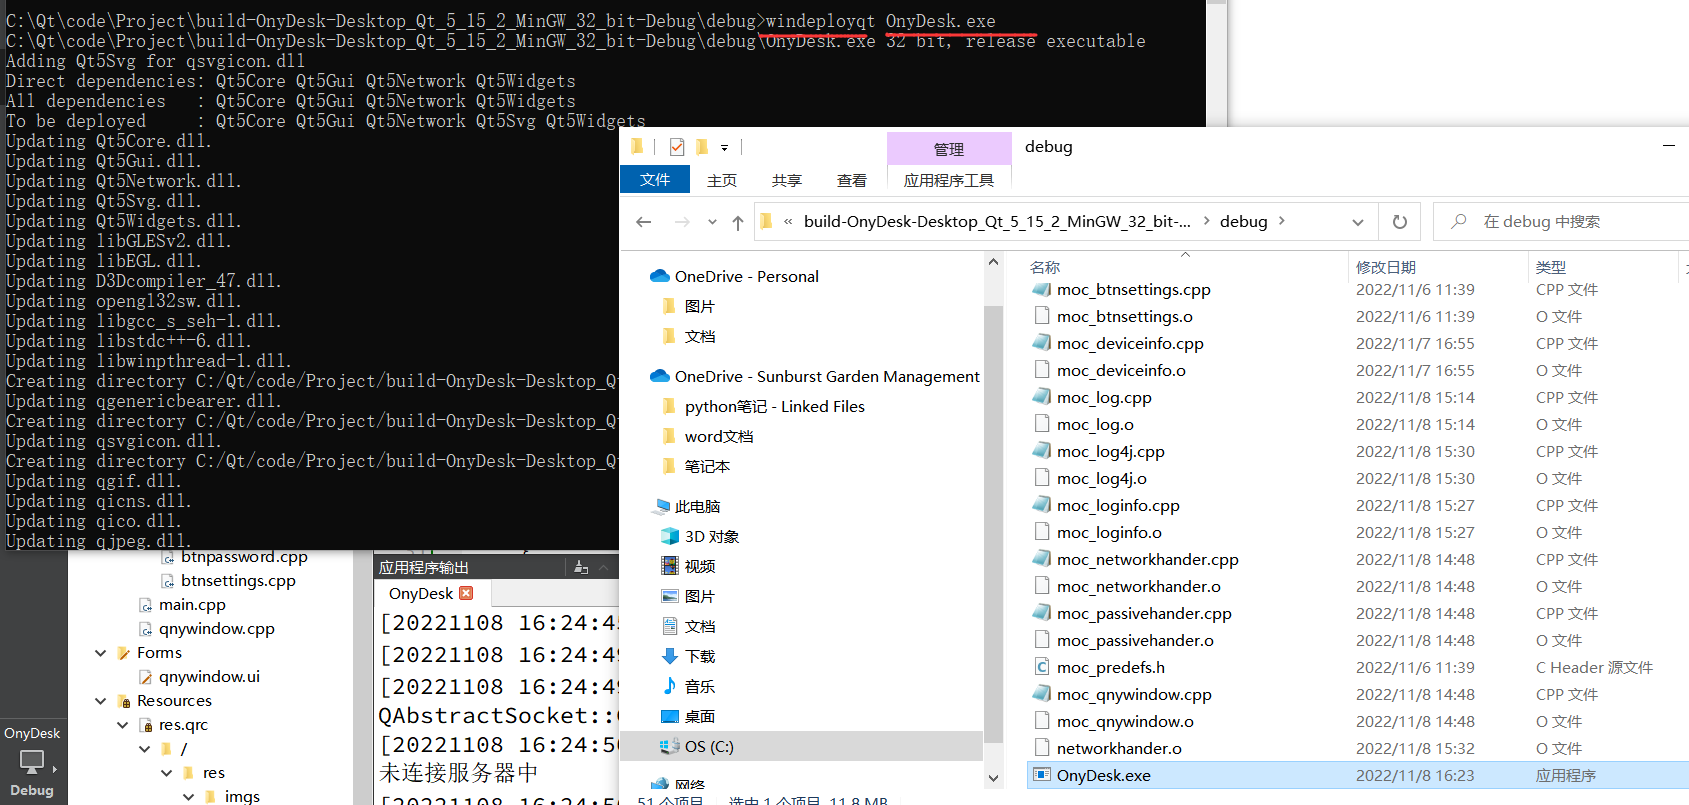 C:\Qt\code\Project\build-OnyDesk-Desktop_Qt_5_15_2_MinGW_32_bit-Debug\debug>windeployqt OnyDesk.exe
C:\Qt\code\Project\build-OnyDesk-Desktop_Qt_5_15_2_MinGW_32_bit-Debug\debug\OnyDesk.exe 32 bit, release executable
Adding Qt5Svg for qsvgicon.dll
Direct dependencies: Qt5Core Qt5Gui Qt5Network Qt5Widgets
All dependencies   : Qt5Core Qt5Gui Qt5Network Qt5Widgets
To be deployed     : Qt5Core Qt5Gui Qt5Network Qt5Svg Qt5Widgets
Updating Qt5Core.dll.
Updating Qt5Gui.dll.
Updating Qt5Network.dll.
Updating Qt5Svg.dll.
Updating Qt5Widgets.dll.
Updating libGLESv2.dll.
Updating libEGL.dll.
Updating D3Dcompiler_47.dll.
Updating opengl32sw.dll.
Updating libgcc_s_seh-1.dll.
Updating libstdc++-6.dll.
Updating libwinpthread-1.dll.
Creating directory C:/Qt/code/Project/build-OnyDesk-Desktop_Qt
Updating qgenericbearer.dll.
Creating directory C:/Qt/code/Project/build-OnyDesk-Desktop_Qt
Updating qsvgicon.dll.
Creating directory C:/Qt/code/Project/build-OnyDesk-Desktop_Qt
Updating qgif.dll.
Updating qicns.dll.
Updating qico.dll.
Updating qjpeg.dll.
管理 debug
文件 主页 共享 查看 应用程序工具
« build-OnyDesk-Desktop_Qt_5_15_2_MinGW_32_bit-... > debug >
在 debug 中搜索
OneDrive - Personal
图片
文档
OneDrive - Sunburst Garden Management
python笔记 - Linked Files
word文档
笔记本
此电脑
3D 对象
视频
图片
文档
下载
音乐
桌面
OS (C:)
网络
名称 修改日期 类型
moc_btnsettings.cpp 2022/11/6 11:39 CPP 文件
moc_btnsettings.o 2022/11/6 11:39 O 文件
moc_deviceinfo.cpp 2022/11/7 16:55 CPP 文件
moc_deviceinfo.o 2022/11/7 16:55 O 文件
moc_log.cpp 2022/11/8 15:14 CPP 文件
moc_log.o 2022/11/8 15:14 O 文件
moc_log4j.cpp 2022/11/8 15:30 CPP 文件
moc_log4j.o 2022/11/8 15:30 O 文件
moc_loginfo.cpp 2022/11/8 15:27 CPP 文件
moc_loginfo.o 2022/11/8 15:27 O 文件
moc_networkhander.cpp 2022/11/8 14:48 CPP 文件
moc_networkhander.o 2022/11/8 14:48 O 文件
moc_passivehander.cpp 2022/11/8 14:48 CPP 文件
moc_passivehander.o 2022/11/8 14:48 O 文件
moc_predefs.h 2022/11/6 11:39 C Header 源文件
moc_qnywindow.cpp 2022/11/8 14:48 CPP 文件
moc_qnywindow.o 2022/11/8 14:48 O 文件
networkhander.o 2022/11/8 15:32 O 文件
OnyDesk.exe 2022/11/8 16:23 应用程序
51 个项目 选中 1 个项目 11.8 MB
btnpassword.cpp
btnsettings.cpp
main.cpp
qnywindow.cpp
Forms
qnywindow.ui
Resources
res.qrc
/
res
imgs
OnyDesk
Debug
应用程序输出
OnyDesk
[20221108 16:24:45
[20221108 16:24:49
[20221108 16:24:49
QAbstractSocket::
[20221108 16:24:50
未连接服务器中
[20221108 16:24:5